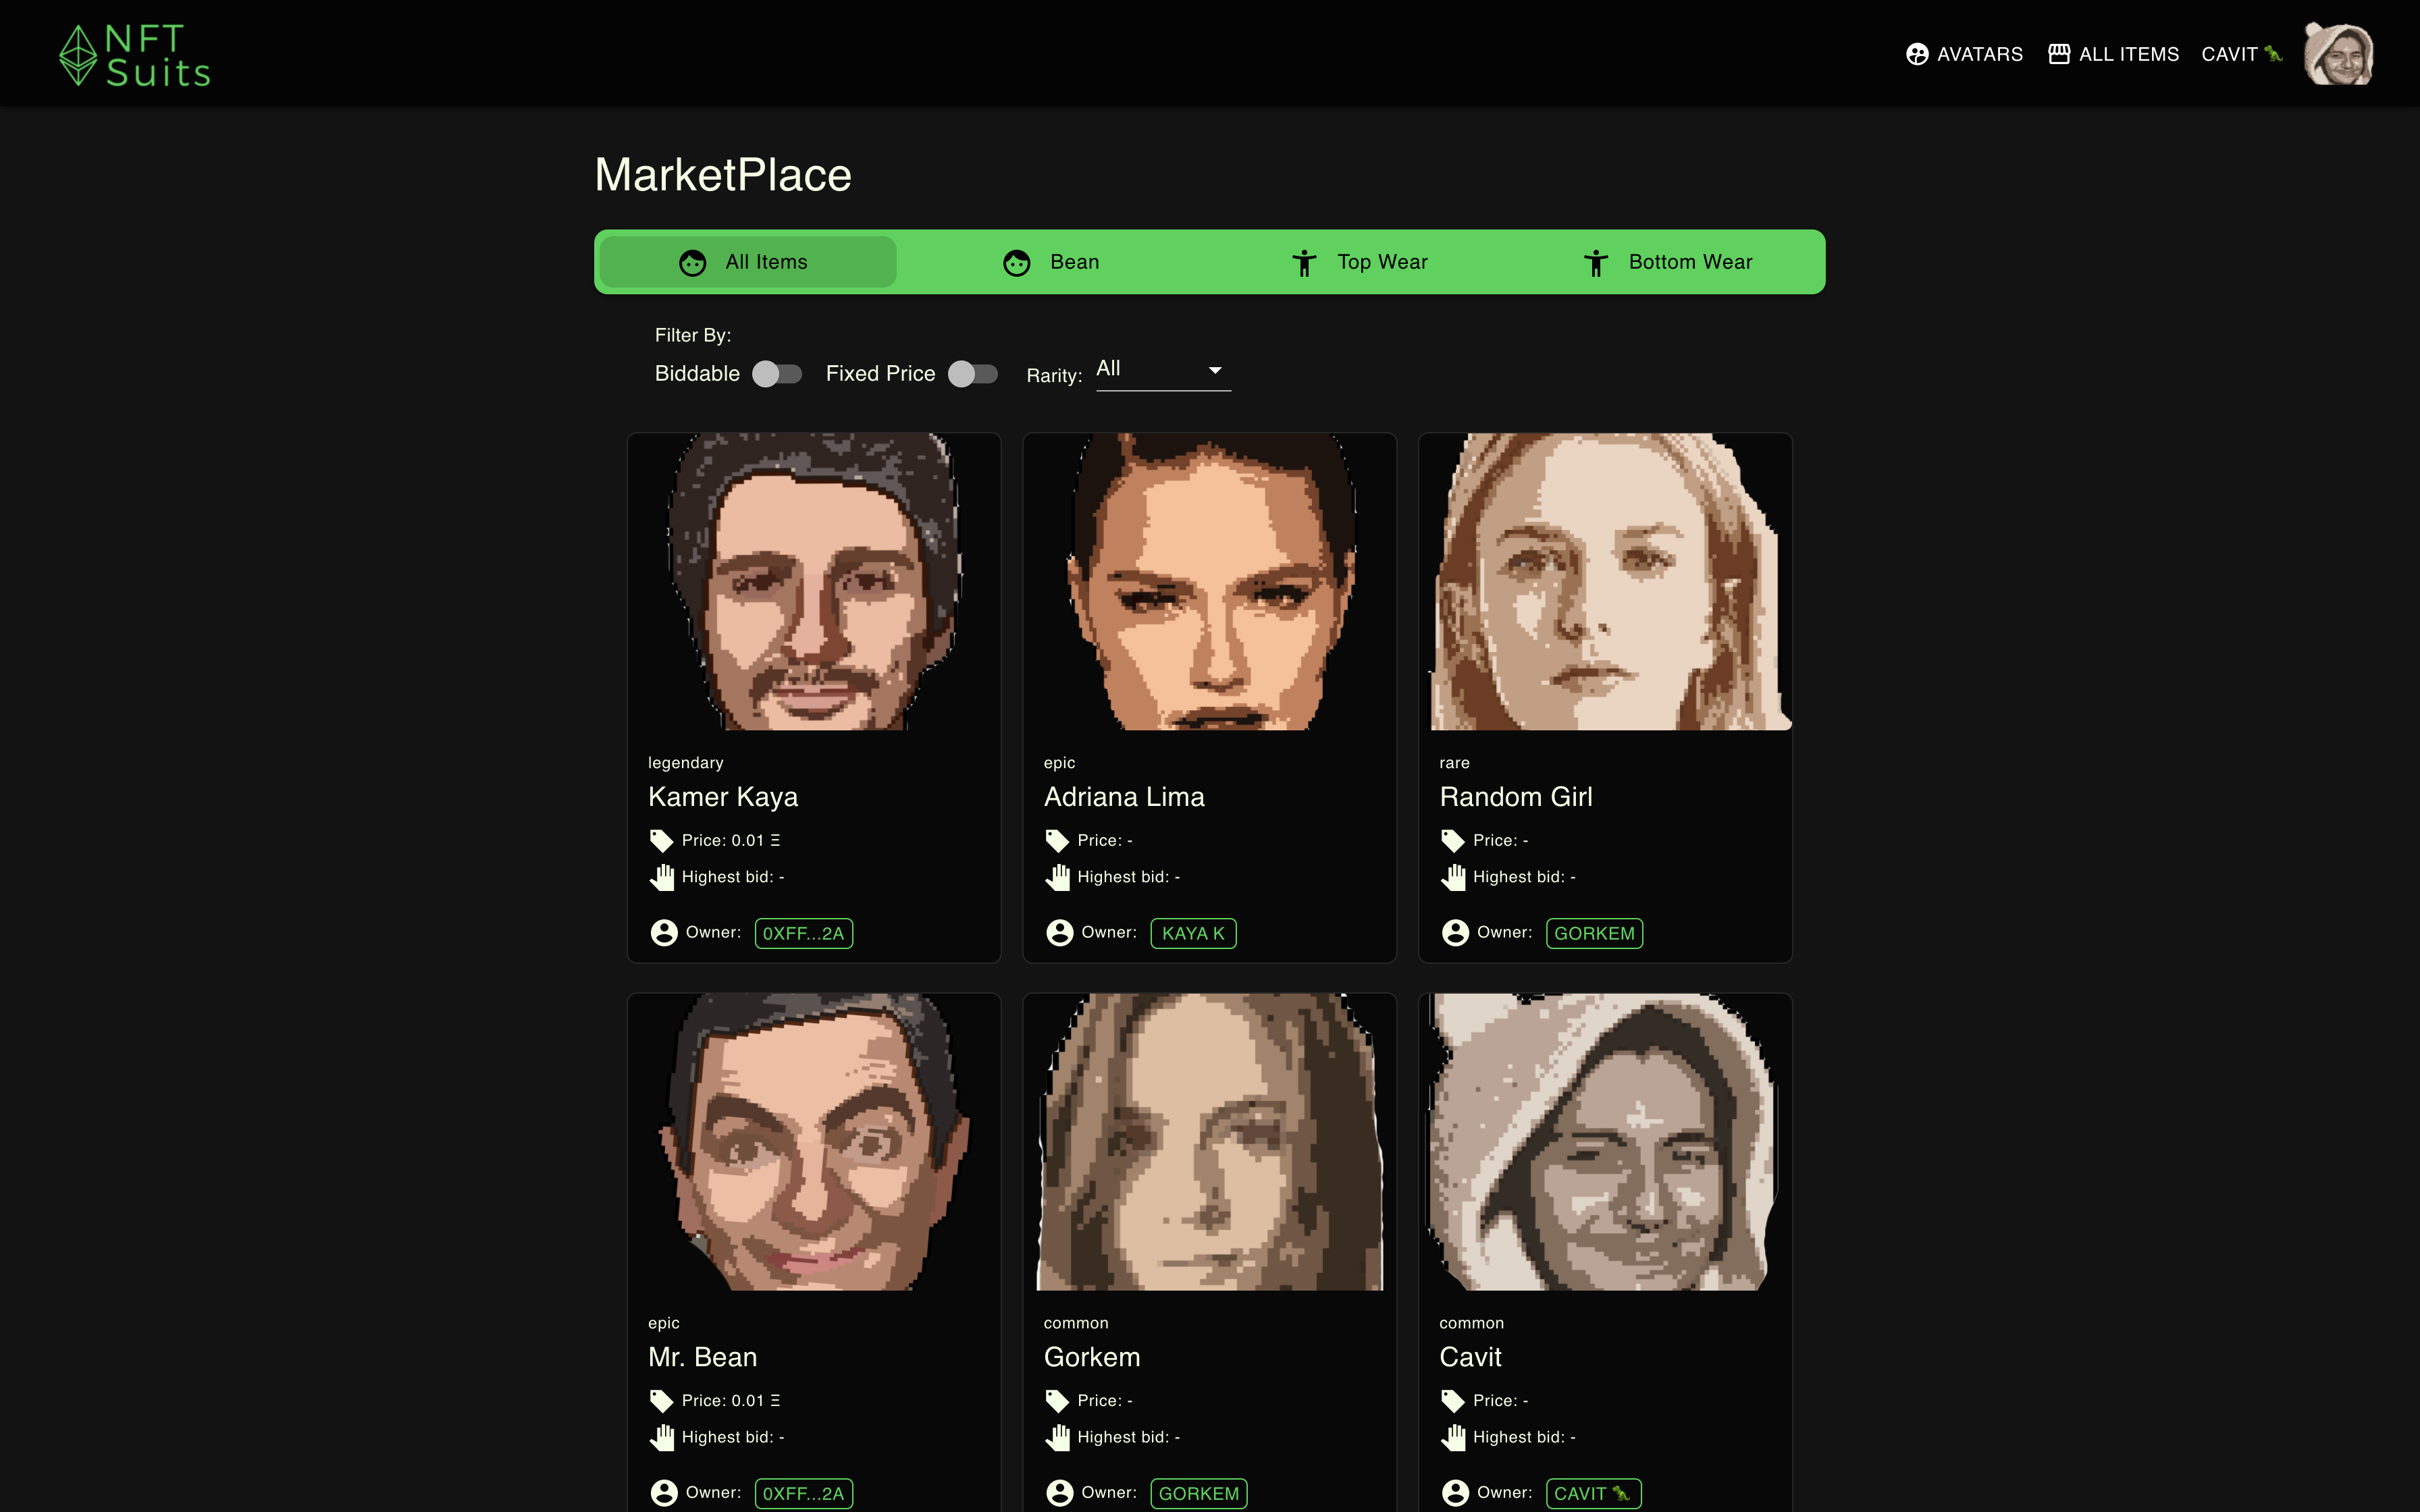 NFT
Suits
AVATARS
ALL ITEMS
CAVIT 🦖
MarketPlace
All Items
Bean
Top Wear
Bottom Wear
Filter By:
Biddable
Fixed Price
Rarity:
All
legendary
Kamer Kaya
Price: 0.01 Ξ
Highest bid: -
Owner: 0XFF...2A
epic
Adriana Lima
Price: -
Highest bid: -
Owner: KAYA K
rare
Random Girl
Price: -
Highest bid: -
Owner: GORKEM
epic
Mr. Bean
Price: 0.01 Ξ
Highest bid: -
Owner: 0XFF...2A
common
Gorkem
Price: -
Highest bid: -
Owner: GORKEM
common
Cavit
Price: -
Highest bid: -
Owner: CAVIT 🦖